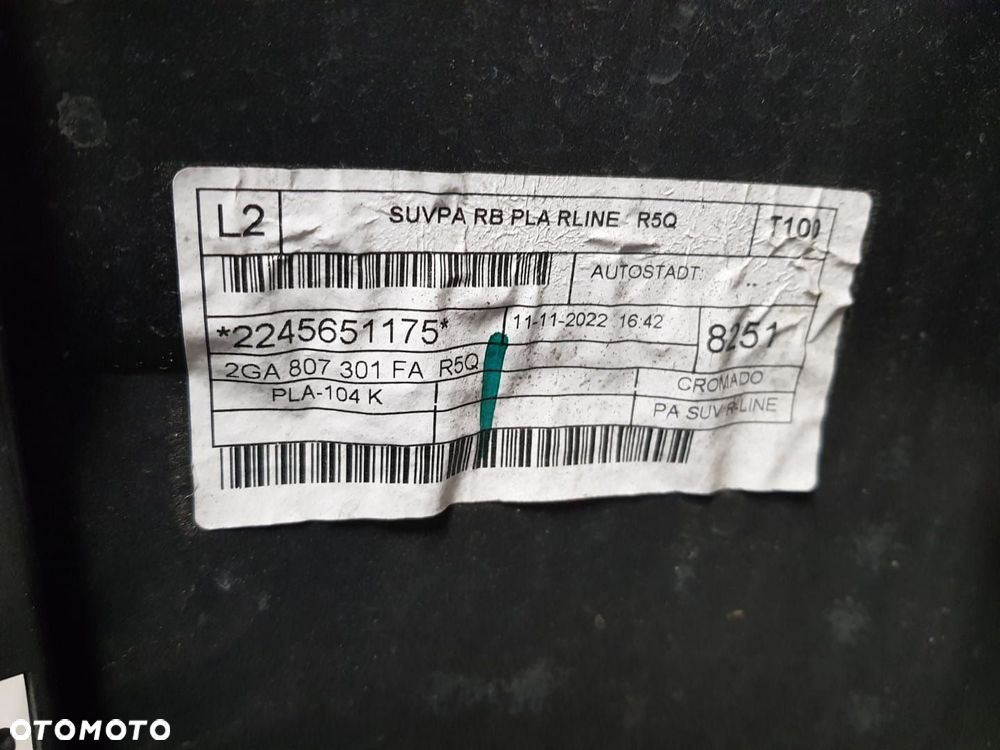 L2
SUVPA RB PLA RLINE R5Q
T100
AUTOSTADT:
*2245651175*
11-11-2022 16:42
8251
2GA 807 301 FA R5Q
CROMADO
PLA-104 K
PA SUV R-LINE
OTOMOTO